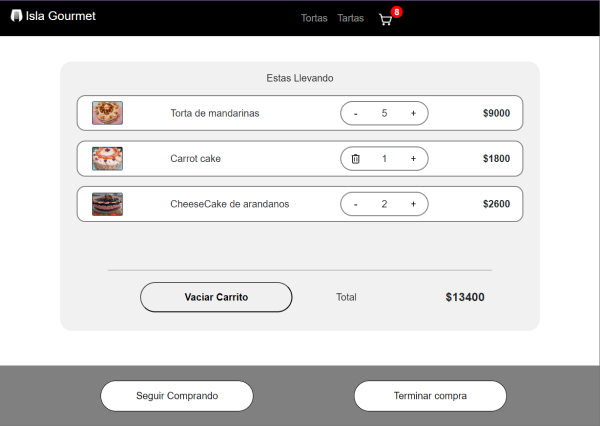 Isla Gourmet Tortas Tartas 8
Estas Llevando
Torta de mandarinas - 5 + $9000
Carrot cake 1 + $1800
CheeseCake de arandanos - 2 + $2600
Vaciar Carrito Total $13400
Seguir Comprando Terminar compra